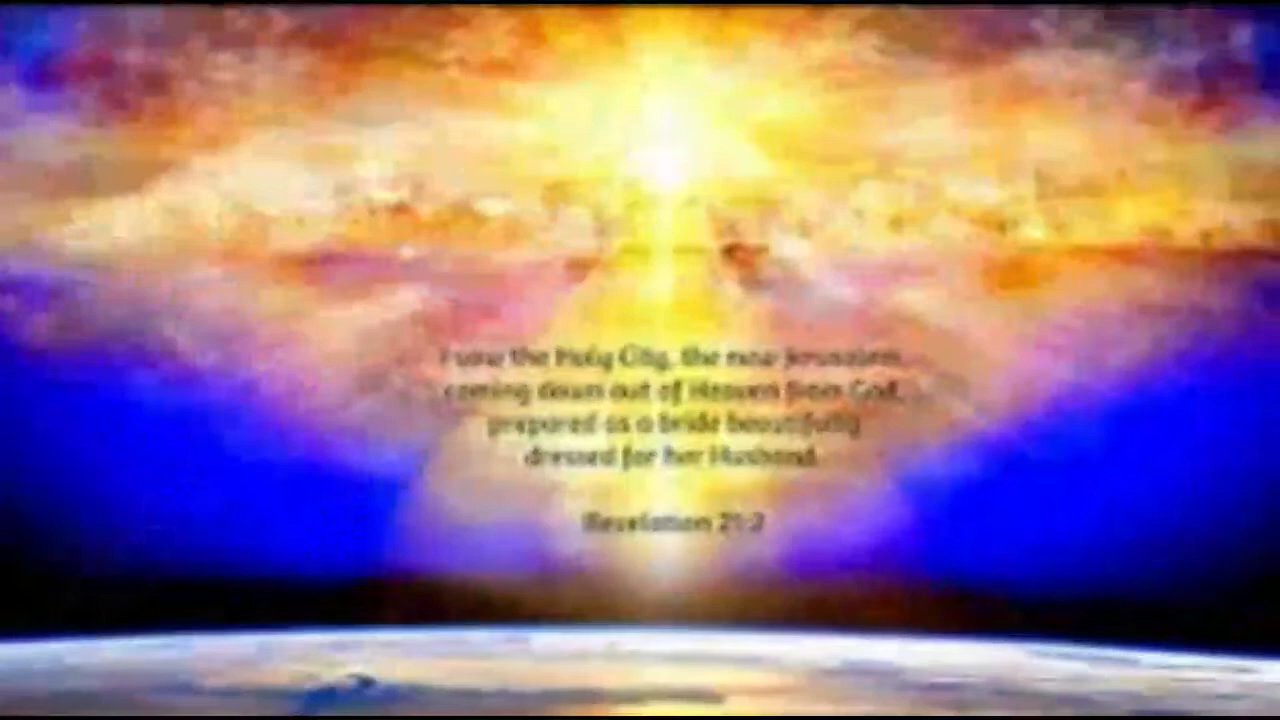 I saw the Holy City, the new Jerusalem
coming down out of Heaven from God,
prepared as a bride beautifully
dressed for her Husband.
Revelation 21:2